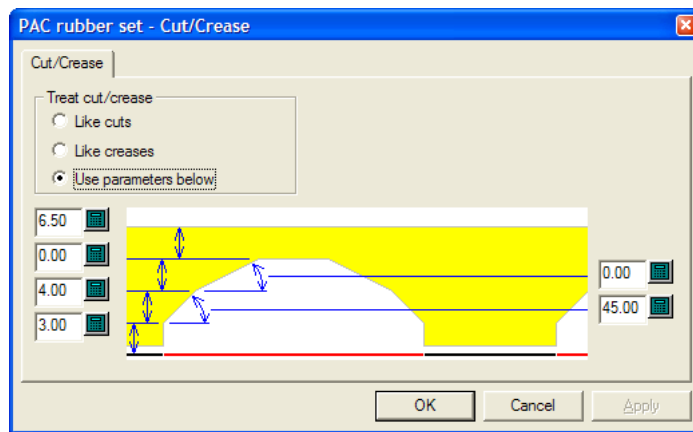 PAC rubber set - Cut/Crease
Cut/Crease
Treat cut/crease
Like cuts
Like creases
Use parameters below
6.50
0.00
4.00
3.00
0.00
45.00
OK
Cancel
Apply